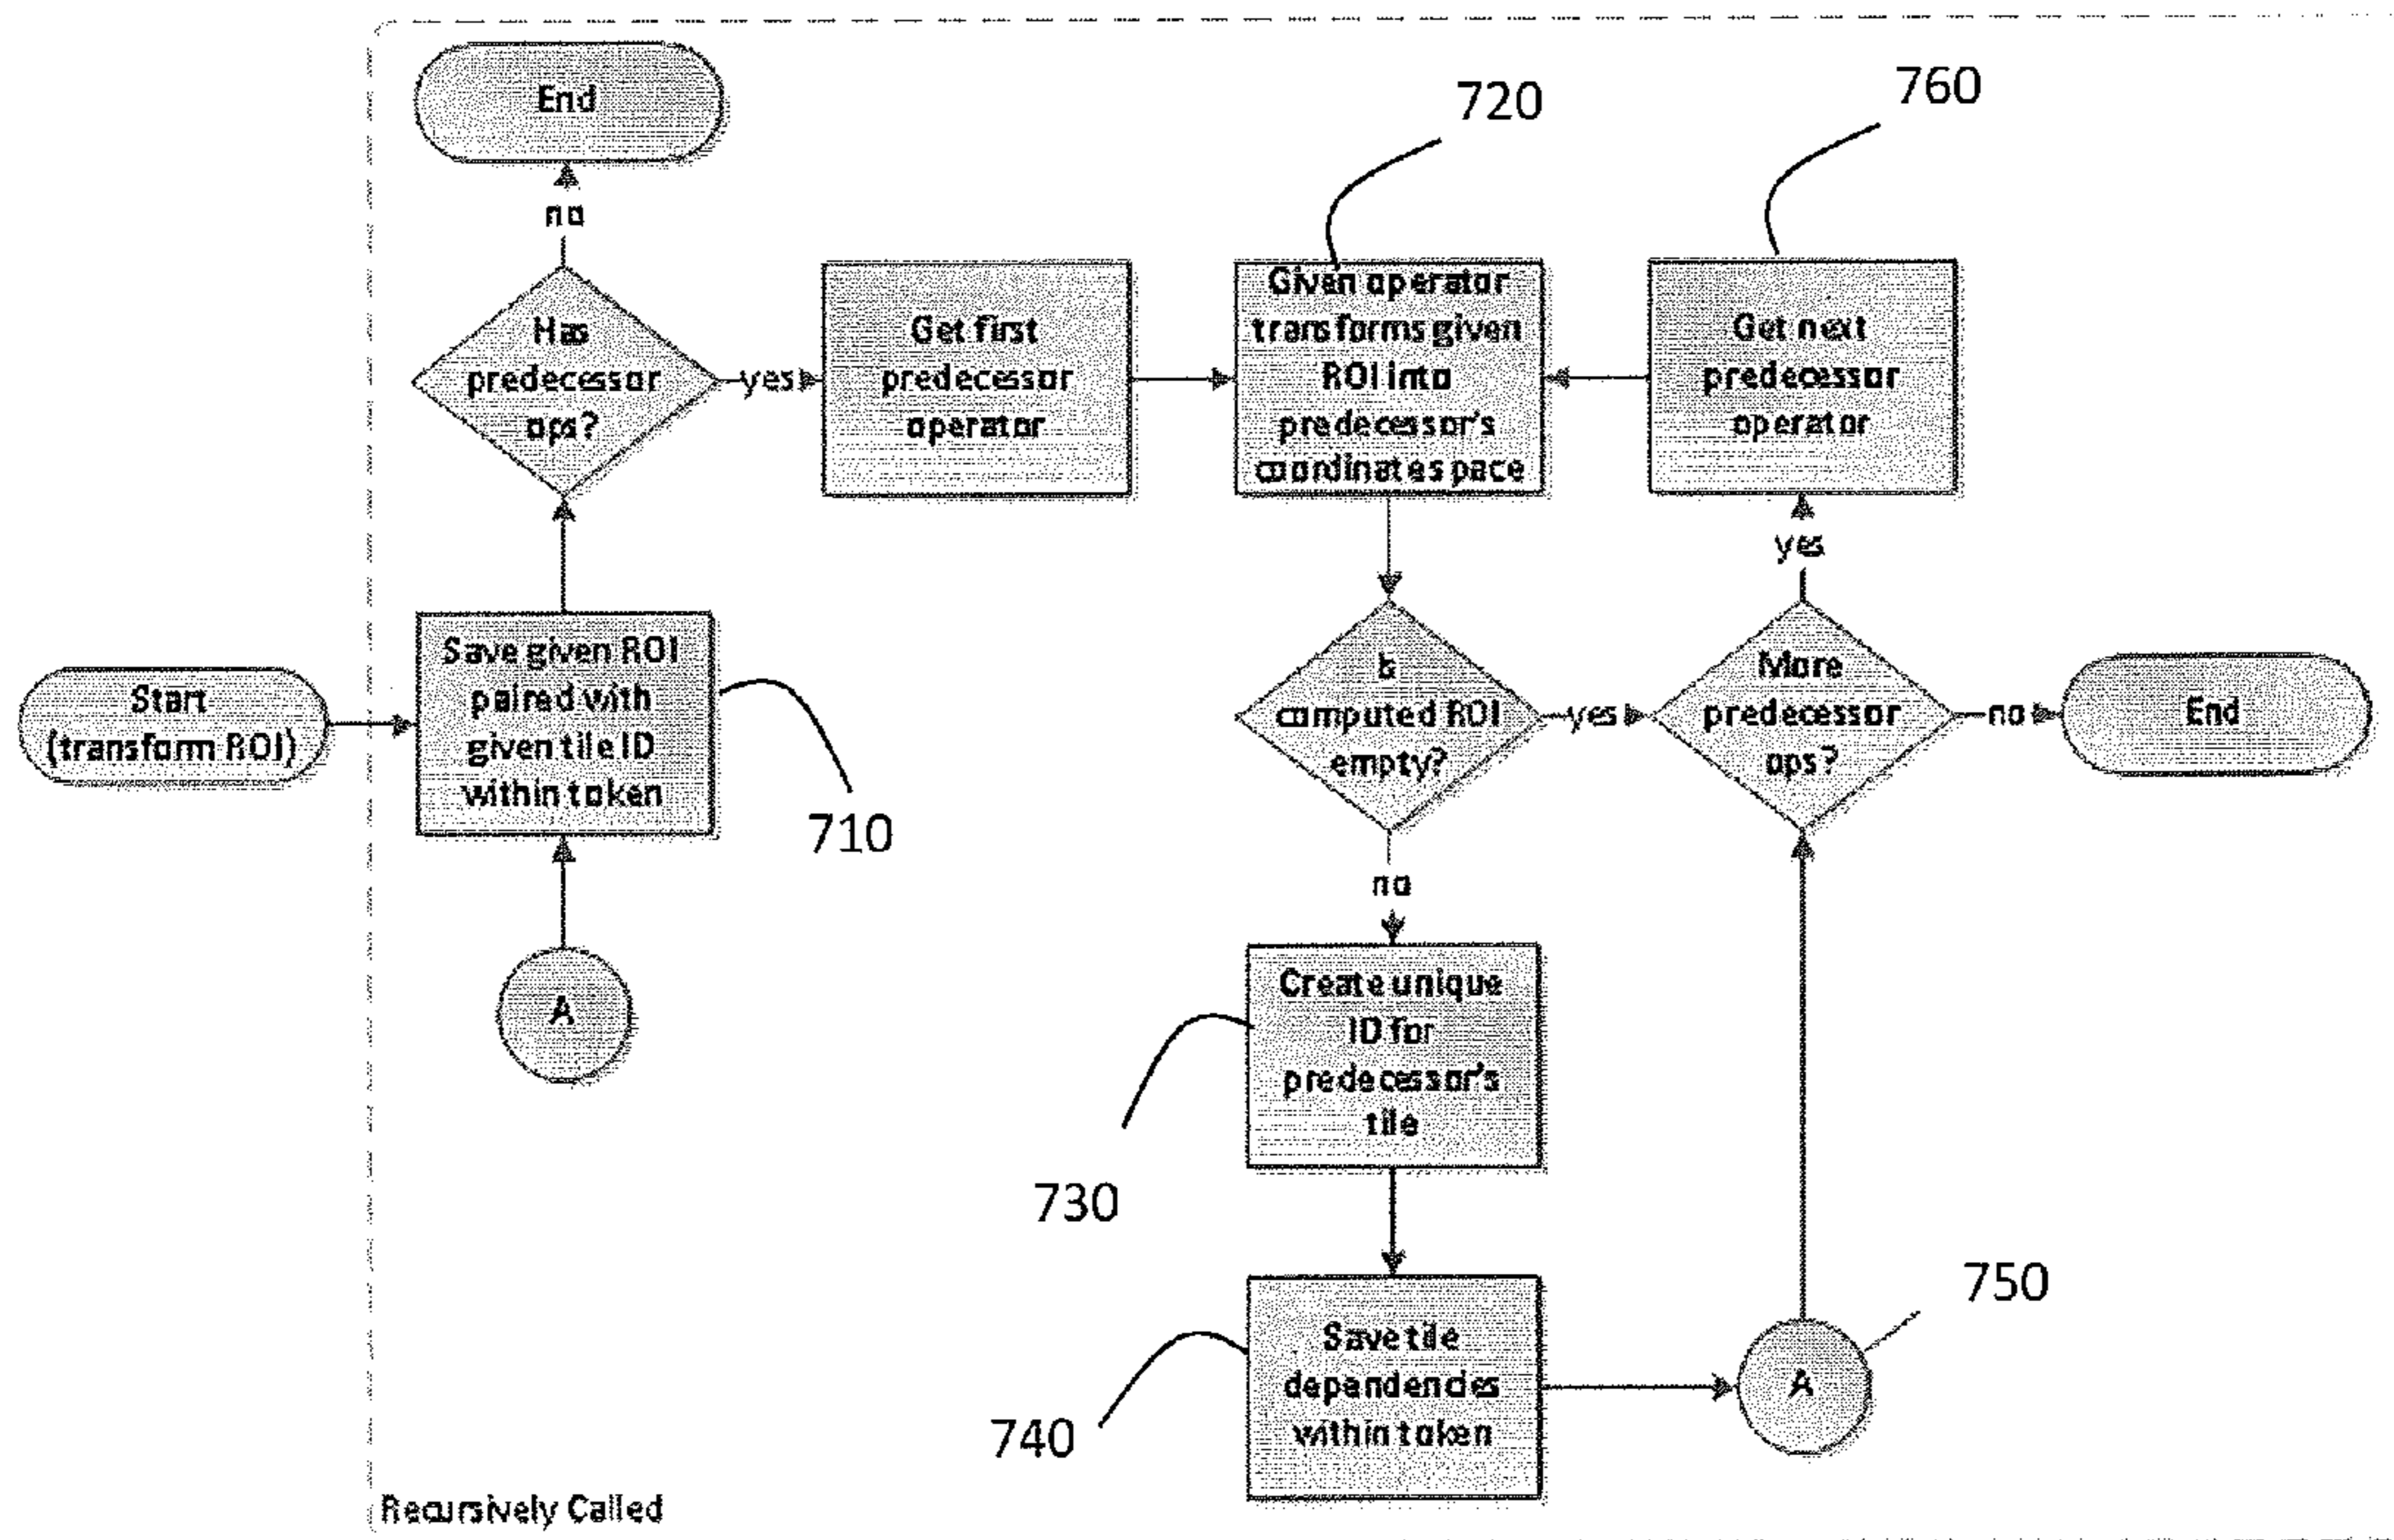 End
720
760
no
Has
predecessor
ops?
yes
Get first
predecessor
operator
Given operator
transforms given
ROI into
predecessor's
coordinate space
Get next
predecessor
operator
yes
Start
(transform ROI)
Save given ROI
paired with
given tile ID
within token
710
Is
computed ROI
empty?
yes
More
predecessor
ops?
no
End
no
A
Create unique
ID for
predecessor's
tile
730
Save tile
dependencies
within token
740
A
750
Recursively Called